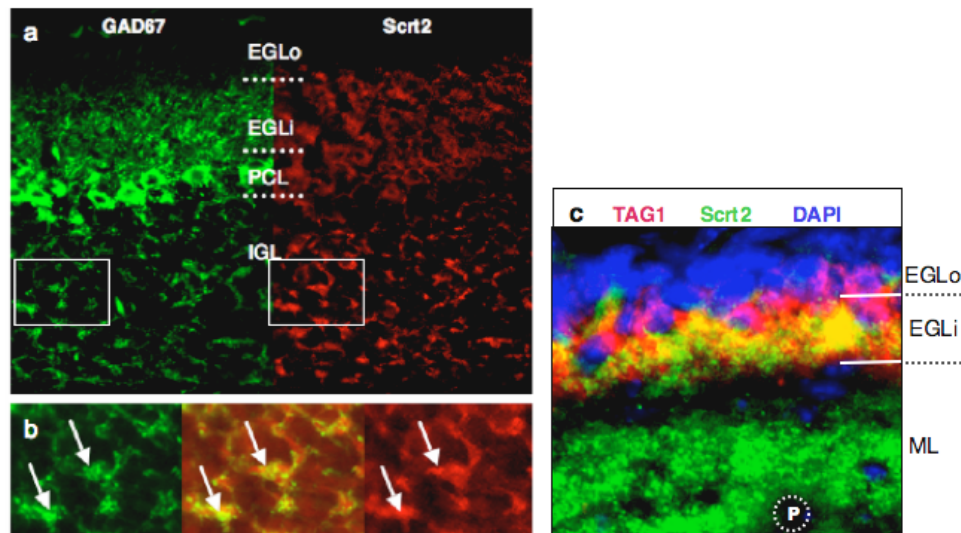 GAD67 Scrt2
a
EGLo
EGLi
PCL
IGL
b
c TAG1 Scrt2 DAPI
EGLo
EGLi
ML
P